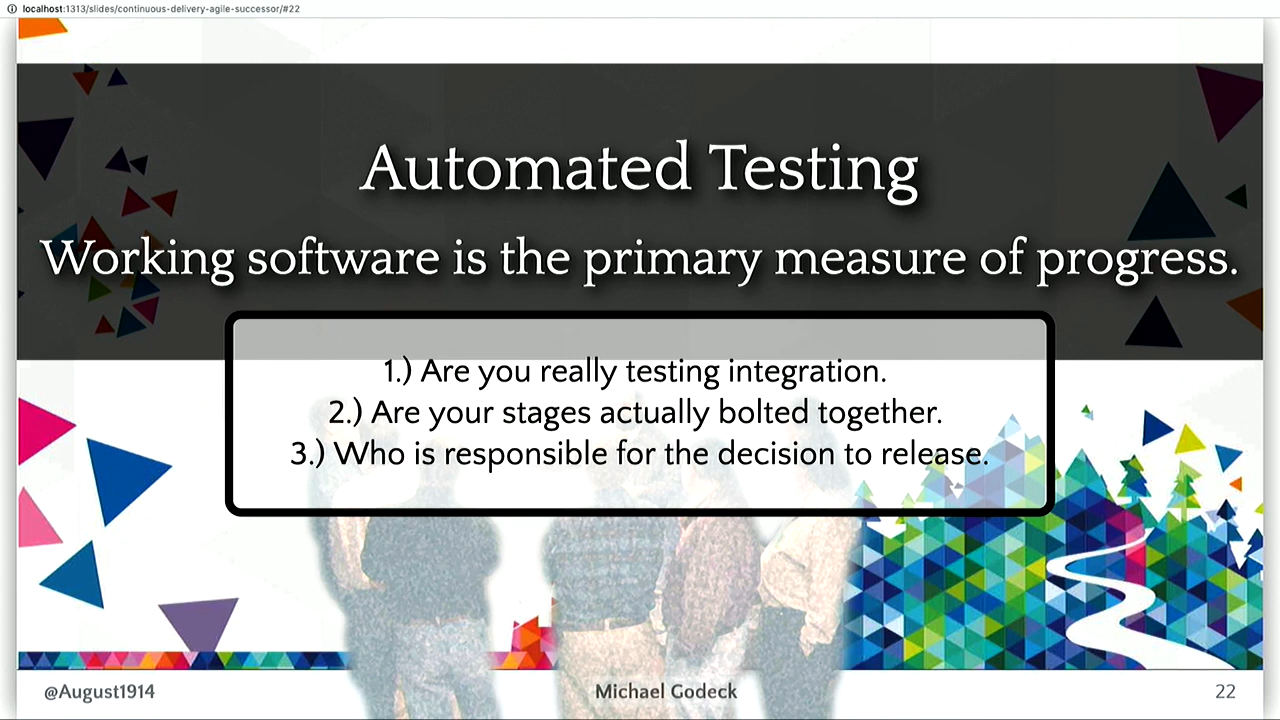 localhost:1313/slides/continuous-delivery-agile-successor/#22
Automated Testing
Working software is the primary measure of progress.
1.) Are you really testing integration.
2.) Are your stages actually bolted together.
3.) Who is responsible for the decision to release.
@August1914
Michael Godeck
22